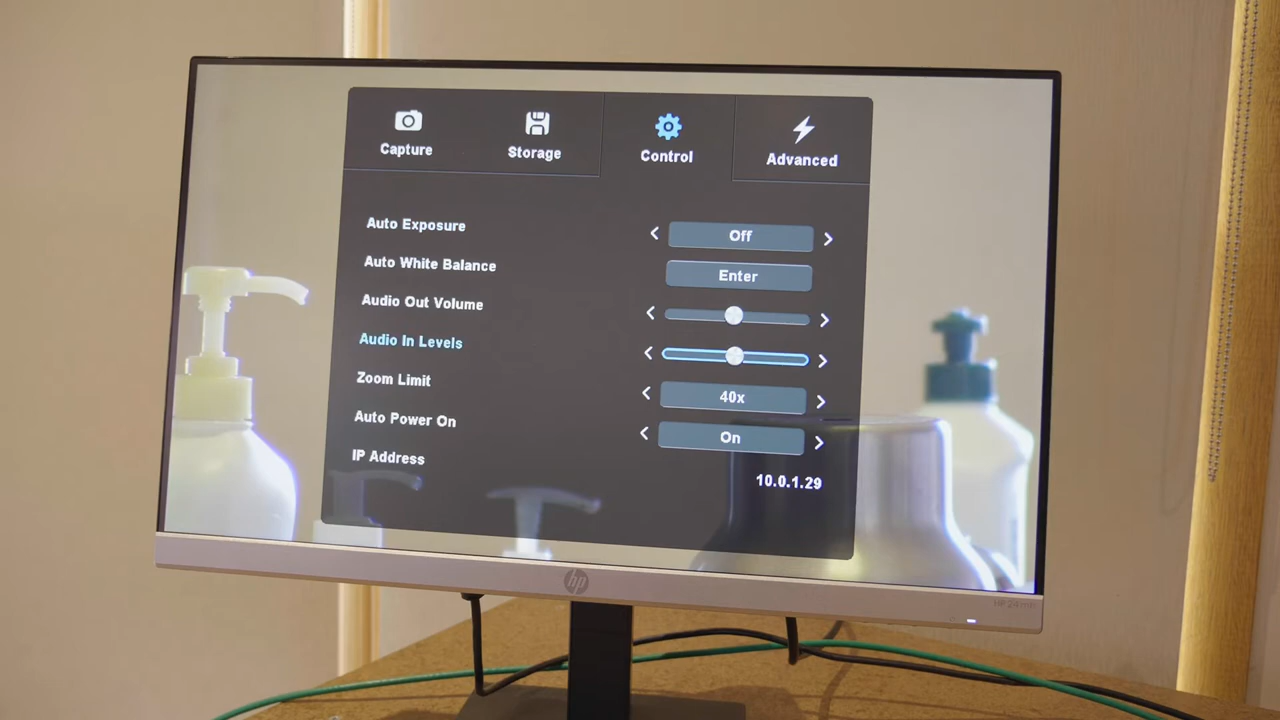 Capture
Storage
Control
Advanced
Auto Exposure
Off
Auto White Balance
Enter
Audio Out Volume
Audio In Levels
Zoom Limit
40x
Auto Power On
On
IP Address
10.0.1.29
hp